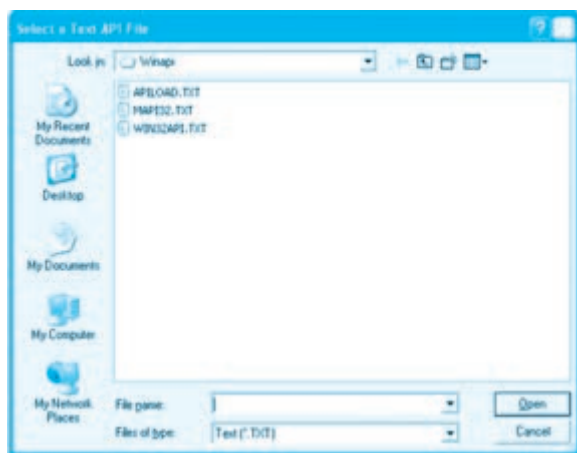 Select a Text API File
Look in: Winapi
APILOAD.TXT
MAPI32.TXT
WIN32API.TXT
My Recent
Documents
Desktop
My Documents
My Computer
My Network
Places
File name:
Open
Files of type: Text (*.TXT)
Cancel